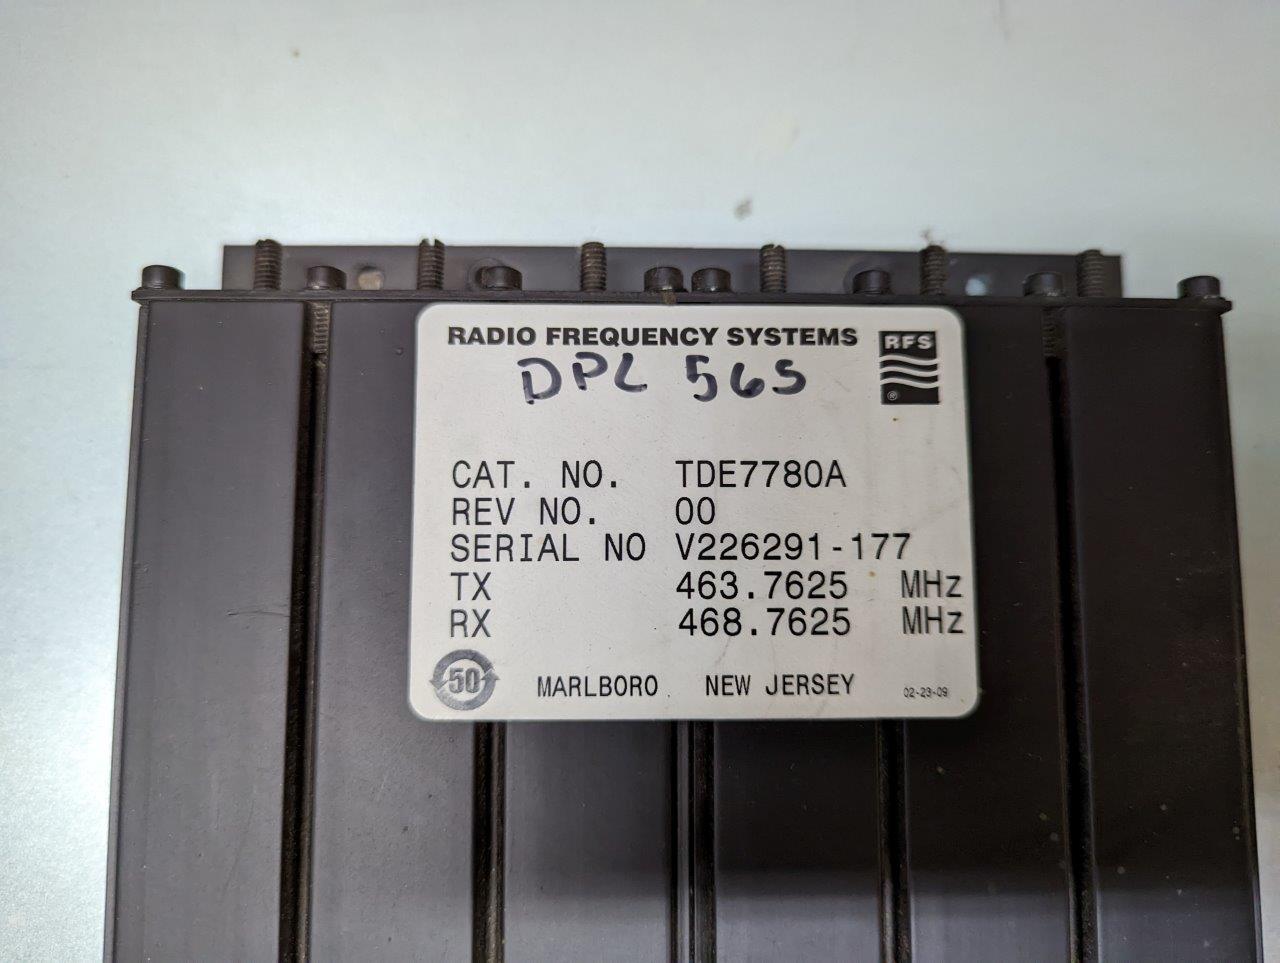 RADIO FREQUENCY SYSTEMS
RFS
®
DPL 565
CAT. NO. TDE7780A
REV NO. 00
SERIAL NO V226291-177
TX 463.7625 MHz
RX 468.7625 MHz
50
MARLBORO NEW JERSEY 02-23-09